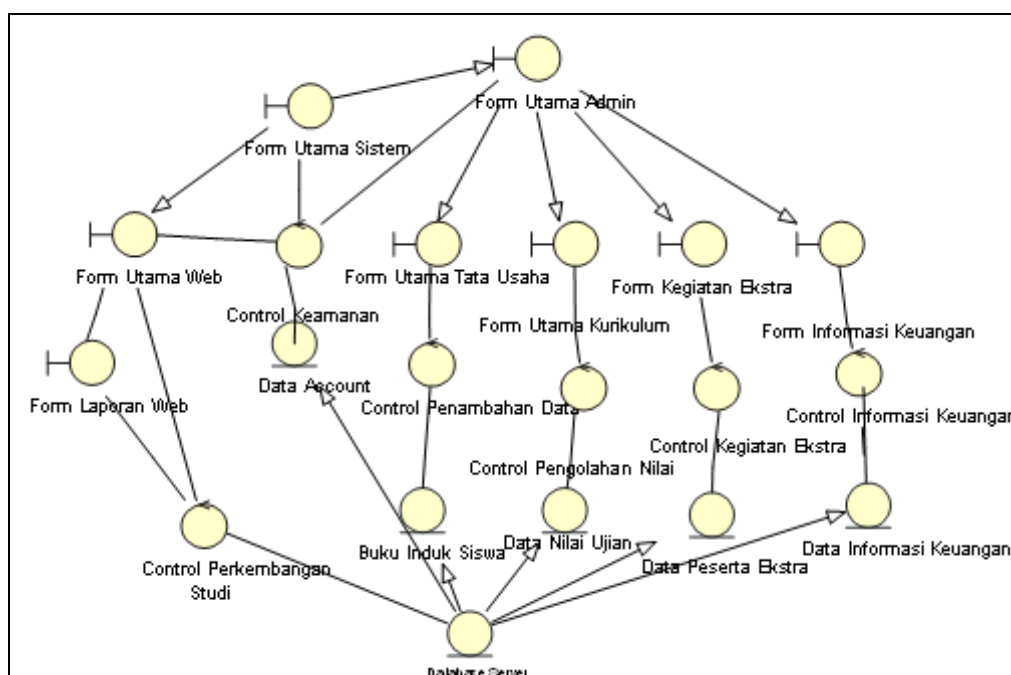 Form Utama Admin
Form Utama Sistem
Form Utama Web
Form Utama Tata Usaha
Form Kegiatan Ekstra
Control Keamanan
Form Utama Kurikulum
Form Informasi Keuangan
Data Account
Form Laporan Web
Control Penambahan Data
Control Informasi Keuangan
Control Kegiatan Ekstra
Control Pengolahan Nilai
Data Nilai Ujian
Buku Induk Siswa
Data Informasi Keuangan
Data Peserta Ekstra
Control Perkembangan
Studi
Database Server